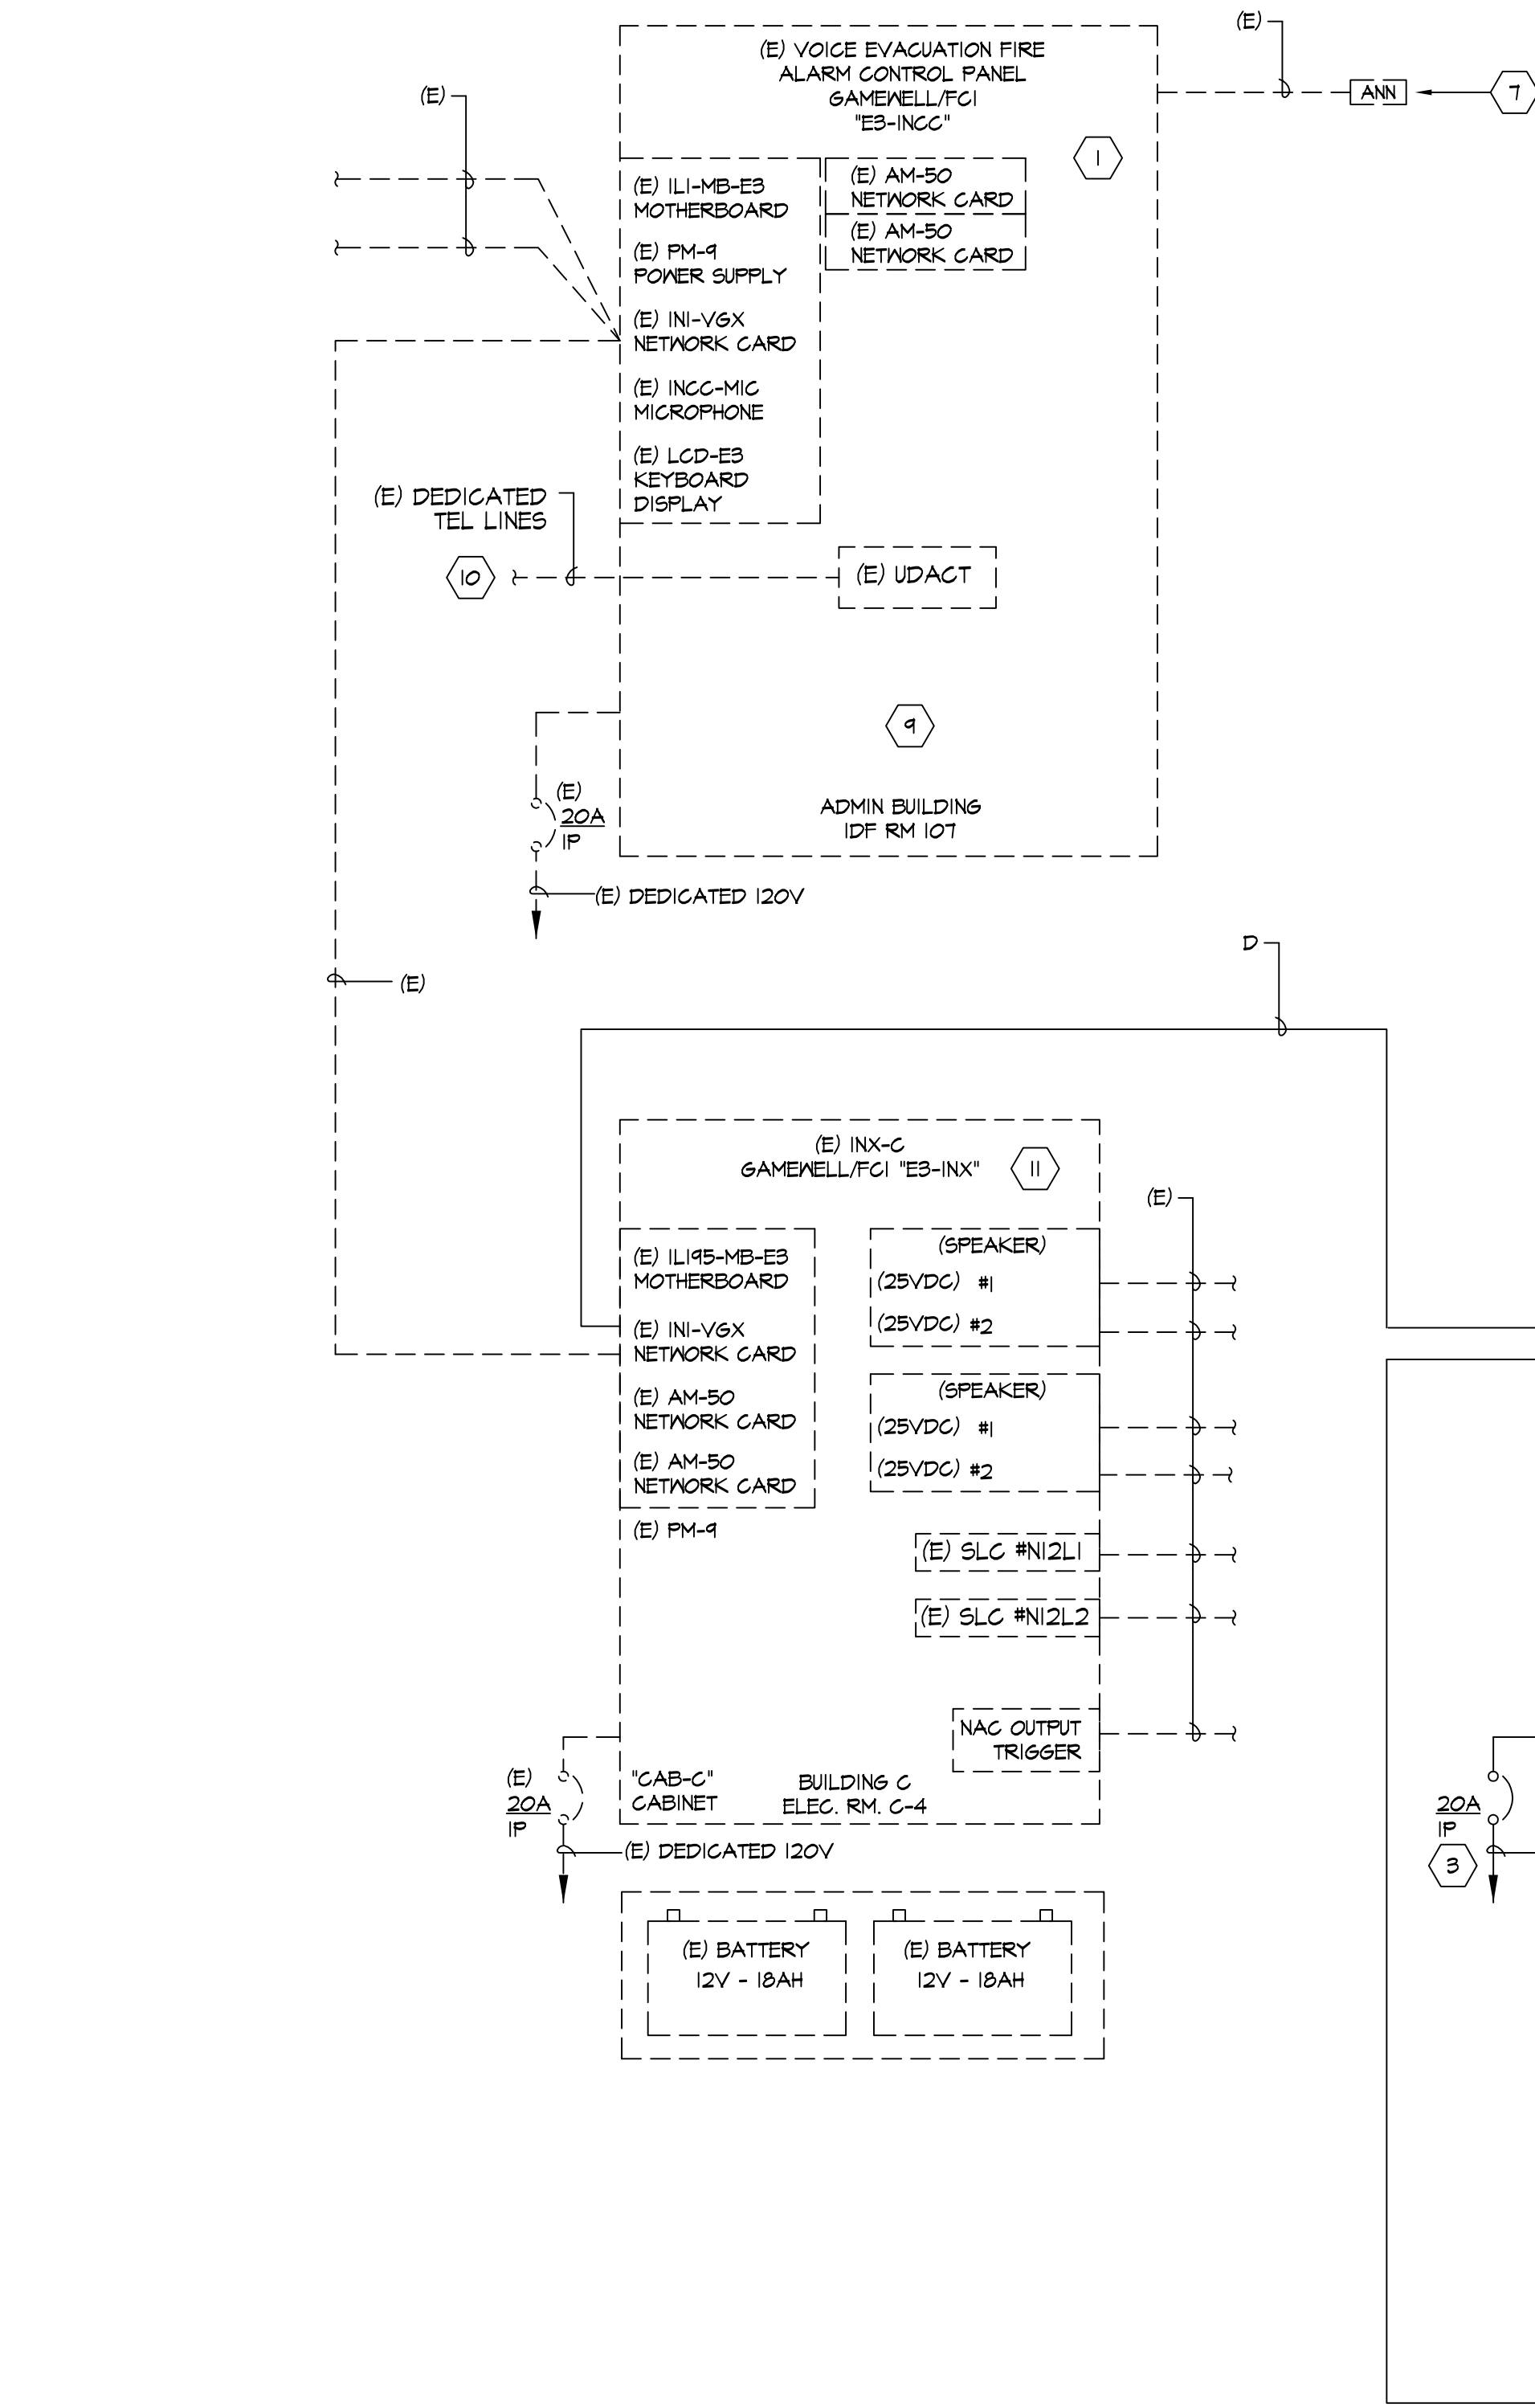 (E)
(E) VOICE EVACUATION FIRE
ALARM CONTROL PANEL
GAMEWELL/FCI
"E3-INCC"
1
ANN
7
(E)
(E) ILI-MB-E3
MOTHERBOARD
(E) PM-9
POWER SUPPLY
(E) INI-VGX
NETWORK CARD
(E) INCC-MIC
MICROPHONE
(E) LCD-E3
KEYBOARD
DISPLAY
(E) AM-50
NETWORK CARD
(E) AM-50
NETWORK CARD
(E) DEDICATED
TEL LINES
10
(E) UDACT
9
(E)
20A
1P
ADMIN BUILDING
IDF RM 107
(E) DEDICATED 120V
D
(E)
(E) INX-C
GAMEWELL/FCI "E3-INX"
11
(E)
(E) ILI95-MB-E3
MOTHERBOARD
(E) INI-VGX
NETWORK CARD
(E) AM-50
NETWORK CARD
(E) AM-50
NETWORK CARD
(E) PM-9
(SPEAKER)
(25VDC) #1
(25VDC) #2
(SPEAKER)
(25VDC) #1
(25VDC) #2
(E) SLC #N12L1
(E) SLC #N12L2
NAC OUTPUT
TRIGGER
(E)
20A
1P
"CAB-C"
CABINET
BUILDING C
ELEC. RM. C-4
(E) DEDICATED 120V
20A
1P
3
(E) BATTERY
12V - 18AH
(E) BATTERY
12V - 18AH